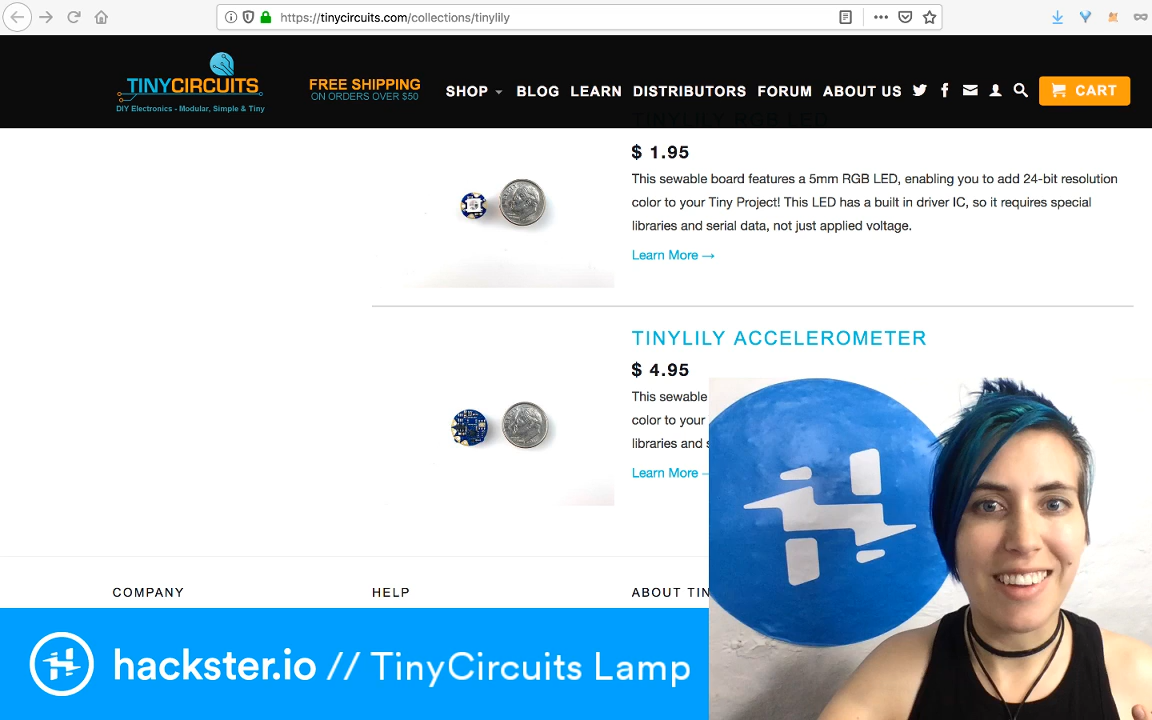 https://tinycircuits.com/collections/tinylily
TINYCIRCUITS
DIY Electronics - Modular, Simple & Tiny
FREE SHIPPING
ON ORDERS OVER $50
SHOP
BLOG
LEARN
DISTRIBUTORS
FORUM
ABOUT US
CART
TINYLILY RGB LED
$ 1.95
This sewable board features a 5mm RGB LED, enabling you to add 24-bit resolution
color to your Tiny Project! This LED has a built in driver IC, so it requires special
libraries and serial data, not just applied voltage.
Learn More →
TINYLILY ACCELEROMETER
$ 4.95
This sewable
color to your
libraries and
Learn More
COMPANY
HELP
ABOUT TIN
hackster.io // TinyCircuits Lamp